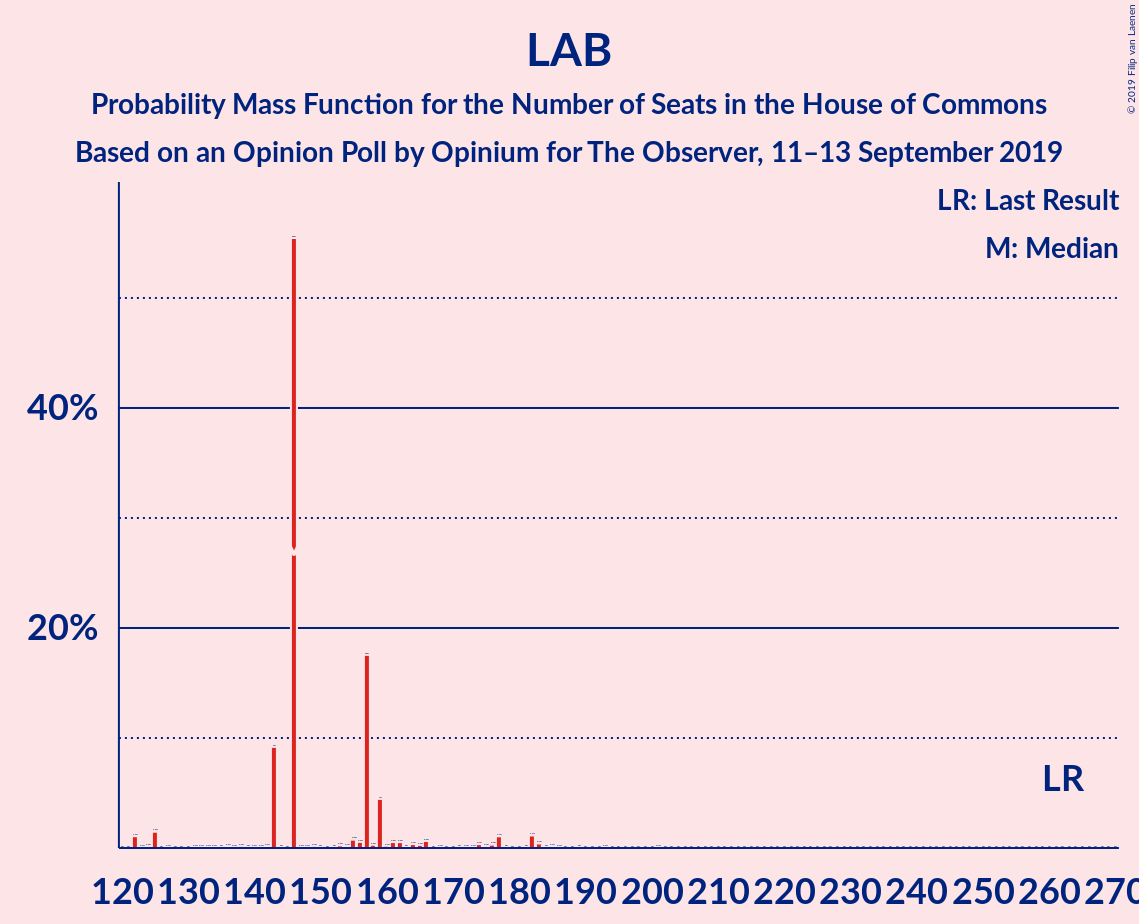 LAB
Probability Mass Function for the Number of Seats in the House of Commons
Based on an Opinion Poll by Opinium for The Observer, 11–13 September 2019
© 2019 Filip van Laenen
LR: Last Result
M: Median
40%
20%
LR
120 130 140 150 160 170 180 190 200 210 220 230 240 250 260 270